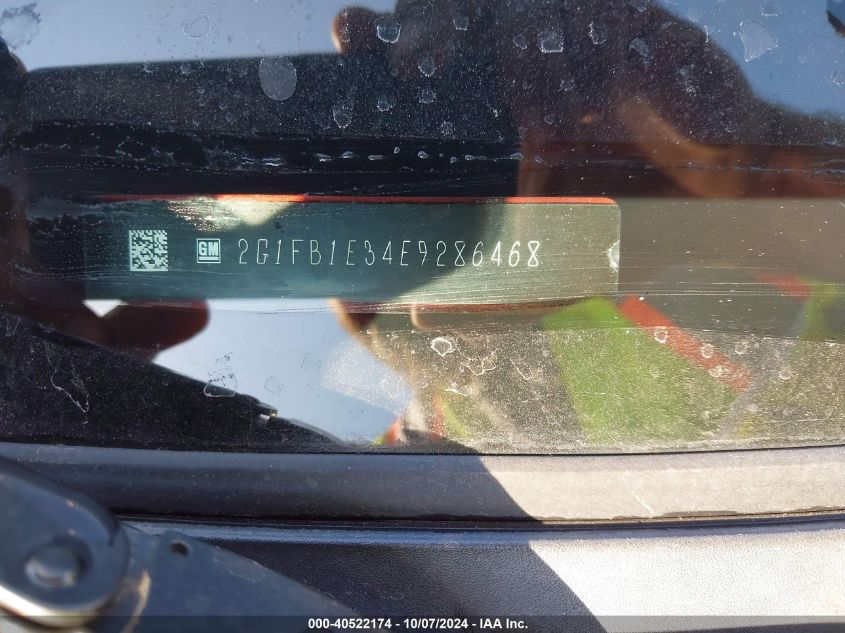 GM 2G1FB1E34E9286468
000-40522174 | 10/07/2024 | IAA Inc.